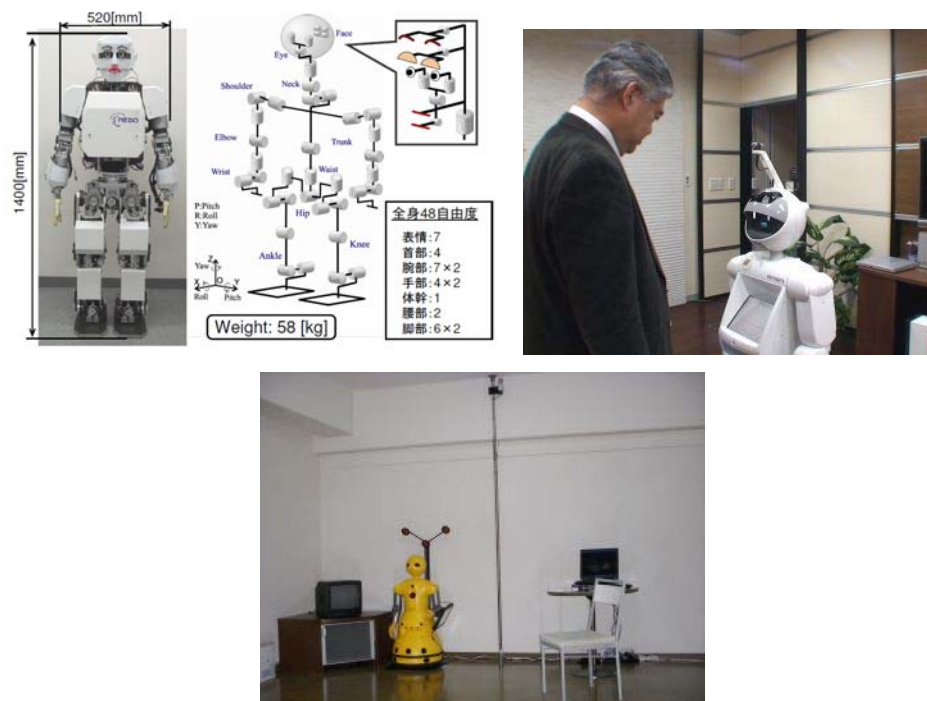 520[mm]
1400[mm]
NEDO
Face
Eye
Neck
Shoulder
Elbow
Trunk
Wrist
Waist
P:Pitch
R:Roll
Y:Yaw
Hip
Ankle
Knee
Z
Yaw
X O Y
Roll Pitch
Weight: 58 [kg]
全身48自由度
表情:7
首部:4
腕部:7×2
手部:4×2
体幹:1
腰部:2
脚部:6×2